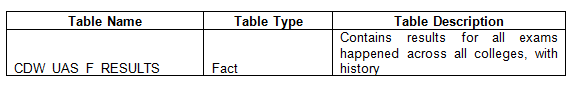 Table Name Table Type Table Description
Contains results for all exams
happened across all colleges, with
CDW_UAS_F_RESULTS Fact history